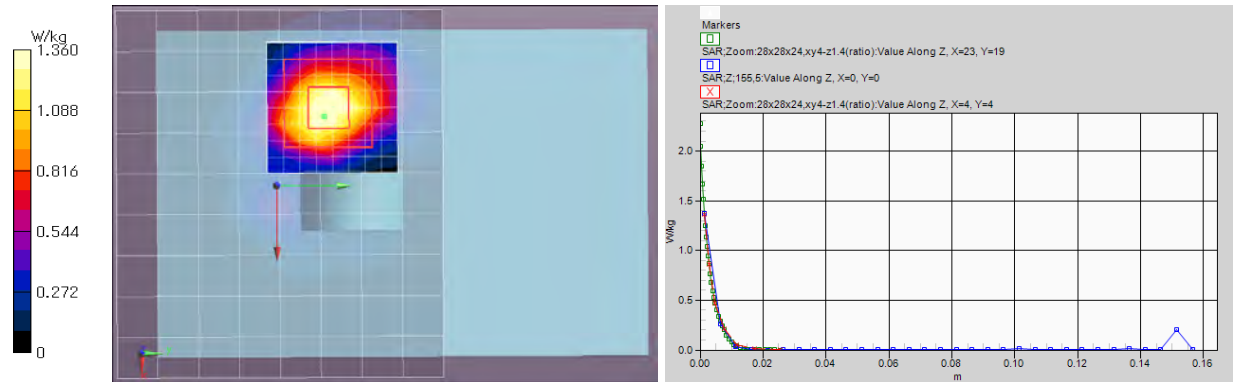 W/kg
1.360
1.088
0.816
0.544
0.272
0
Markers
SAR;Zoom:28x28x24,xy4-z1.4(ratio):Value Along Z, X=23, Y=19
SAR;Z;155,5:Value Along Z, X=0, Y=0
X
SAR;Zoom:28x28x24,xy4-z1.4(ratio):Value Along Z, X=4, Y=4
W/kg
2.0
1.5
1.0
0.5
0.0
0.00 0.02 0.04 0.06 0.08 0.10 0.12 0.14 0.16
m